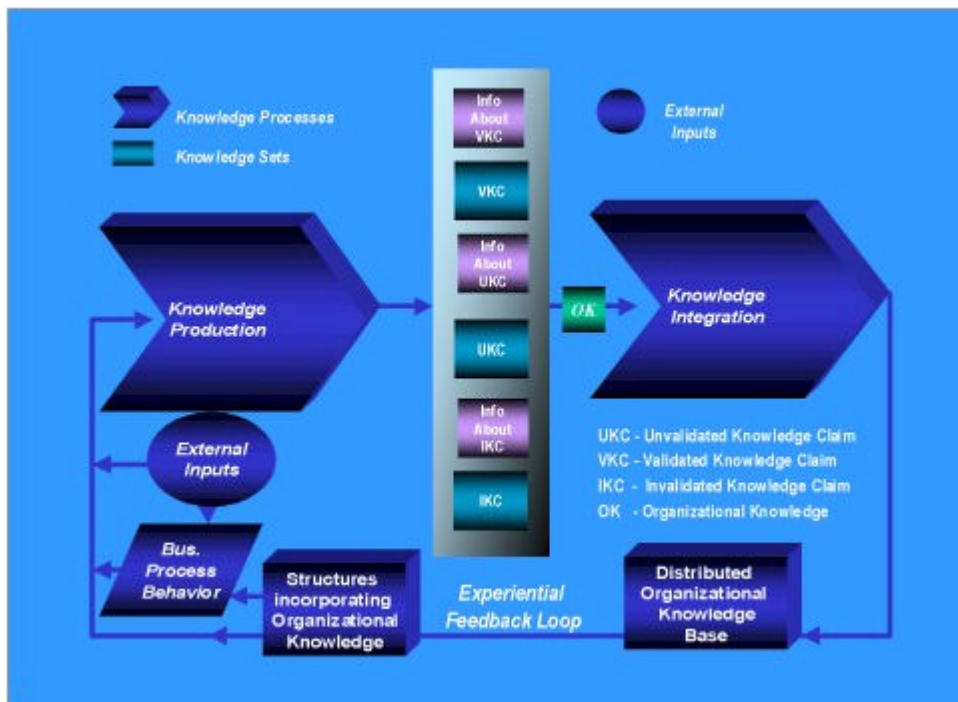 Knowledge Processes
Knowledge Sets
External
Inputs
Info
About
VKC
VKC
Info
About
UKC
UKC
Info
About
IKC
IKC
Knowledge
Production
OK
Knowledge
Integration
External
Inputs
Bus.
Process
Behavior
Structures
incorporating
Organizational
Knowledge
Experiential
Feedback Loop
UKC - Unvalidated Knowledge Claim
VKC - Validated Knowledge Claim
IKC - Invalidated Knowledge Claim
OK - Organizational Knowledge
Distributed
Organizational
Knowledge
Base